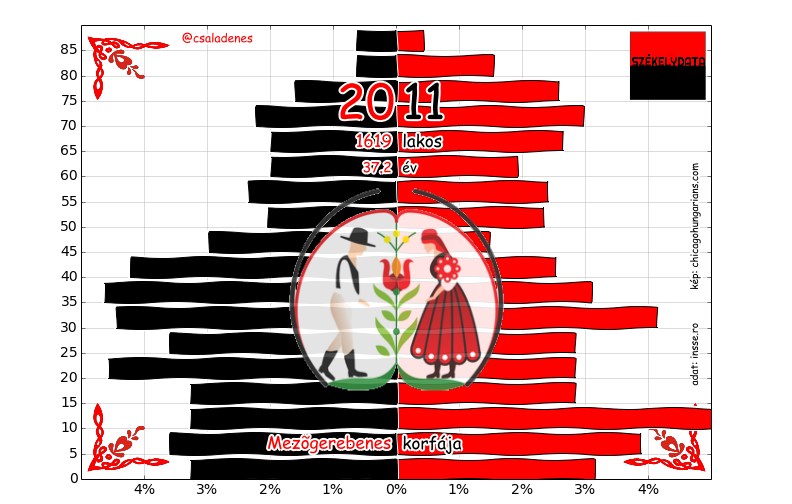 @csaladenes
SZÉKELYDATA
2011
1619 lakos
37,2 év
Mezőgerebenes korfája
kép: chicagohungarians.com
adat: insse.ro
85
80
75
70
65
60
55
50
45
40
35
30
25
20
15
10
5
0
4% 3% 2% 1% 0% 1% 2% 3% 4%